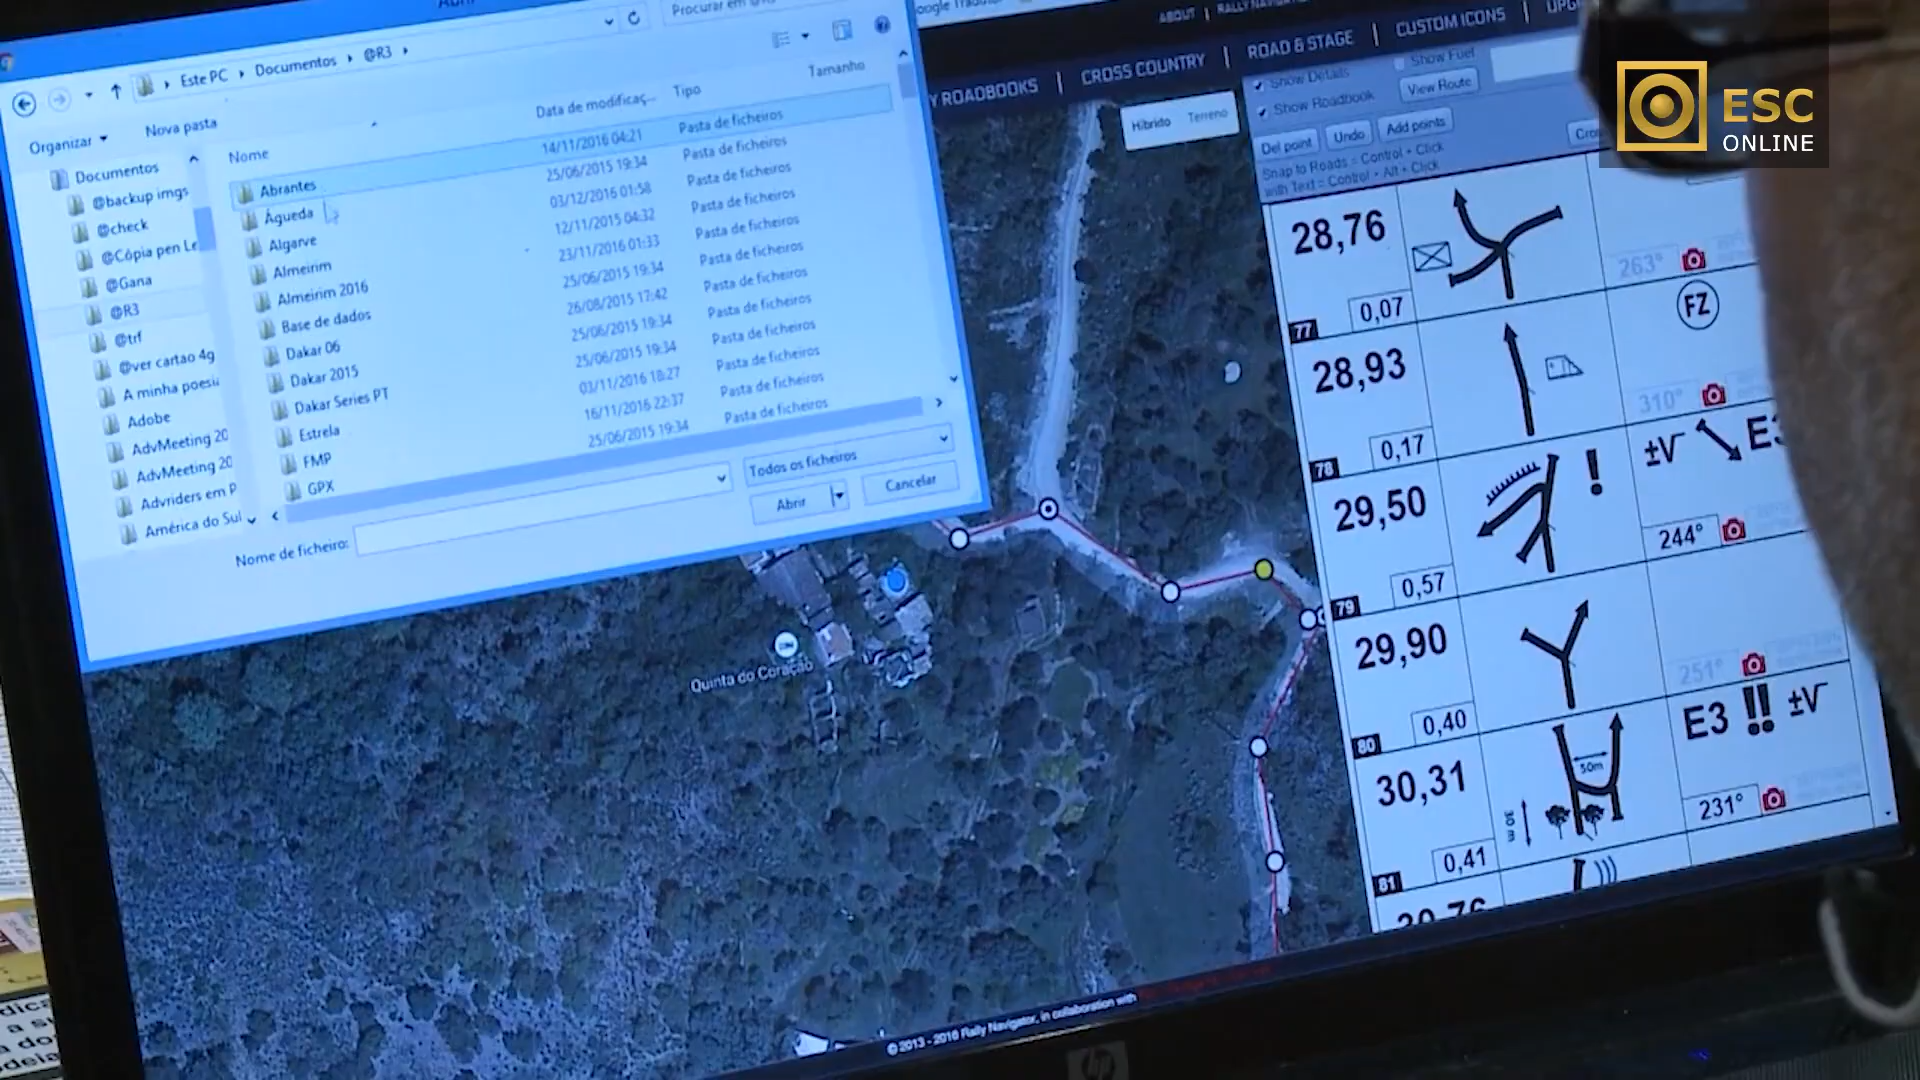 Este PC
Documentos
@R3
Organizar
Nova pasta
Nome
Data de modificaç...
Tipo
Tamanho
Documentos
@backup imgs
@check
@Cópia pen Le
@Gana
@R3
@trf
@ver cartao 4g
A minha poesia
Adobe
AdvMeeting 20
AdvMeeting 20
Advriders em P
América do Sul
Abrantes 14/11/2016 04:21 Pasta de ficheiros
Águeda 25/06/2015 19:34 Pasta de ficheiros
Algarve 03/12/2016 01:58 Pasta de ficheiros
Almeirim 12/11/2015 04:32 Pasta de ficheiros
Almeirim 2016 23/11/2016 01:33 Pasta de ficheiros
Base de dados 25/06/2015 19:34 Pasta de ficheiros
Dakar 06 26/08/2015 17:42 Pasta de ficheiros
Dakar 2015 25/06/2015 19:34 Pasta de ficheiros
Dakar Series PT 25/06/2015 19:34 Pasta de ficheiros
Estrela 03/11/2016 18:27 Pasta de ficheiros
FMP 16/11/2016 22:37 Pasta de ficheiros
GPX 25/06/2015 19:34 Pasta de ficheiros
Nome de ficheiro:
Todos os ficheiros
Abrir
Cancelar
ABOUT
ROADBOOKS | CROSS COUNTRY | ROAD & STAGE | CUSTOM ICONS
Híbrido Terreno
Show Details
Show Fuel
Show Roadbook
View Route
Del point
Undo
Add points
Snap to Roads = Control + Click
with Text = Control + Alt + Click
28,76
0,07
77
263°
28,93
0,17
78
FZ
310°
29,50
0,57
79
!
±V E3
244°
29,90
0,40
80
251°
30,31
0,41
81
50m
30 m
E3 !! ±V
231°
30,76
Quinta do Coração
© 2013 - 2016 Rally Navigator, in collaboration with
hp
ESC
ONLINE